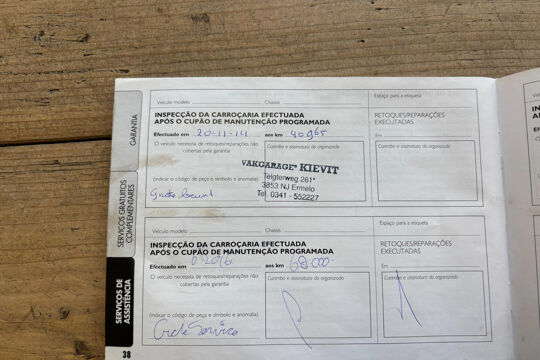 Veículo modelo Chassis Espaço para a etiqueta
INSPECÇÃO DA CARROÇARIA EFECTUADA
APÓS O CUPÃO DE MANUTENÇÃO PROGRAMADA
RETOQUES/REPARAÇÕES
EXECUTADAS
Efectuado em 20-11-14 aos km 40965
Em
O veículo necessita de retoques/reparações não
cobertas pela garantia
Carimbo e assinatura do organizado
Carimbo e assinatura do organizado
VAKGARAGE KIEVIT
Telgterweg 261ª
3853 NJ Ermelo
Tel. 0341 - 552227
(indicar o código de peça e símbolo e anomalia)
Grote beurt
Veículo modelo Chassis Espaço para a etiqueta
INSPECÇÃO DA CARROÇARIA EFECTUADA
APÓS O CUPÃO DE MANUTENÇÃO PROGRAMADA
RETOQUES/REPARAÇÕES
EXECUTADAS
Efectuado em aos km
Em
O veículo necessita de retoques/reparações não
cobertas pela garantia
Carimbo e assinatura do organizado
Carimbo e assinatura do organizado
(indicar o código de peça e símbolo e anomalia)
GARANTIA
SERVIÇOS GRATUITOS
COMPLEMENTARES
SERVIÇOS DE
ASSISTÊNCIA
38